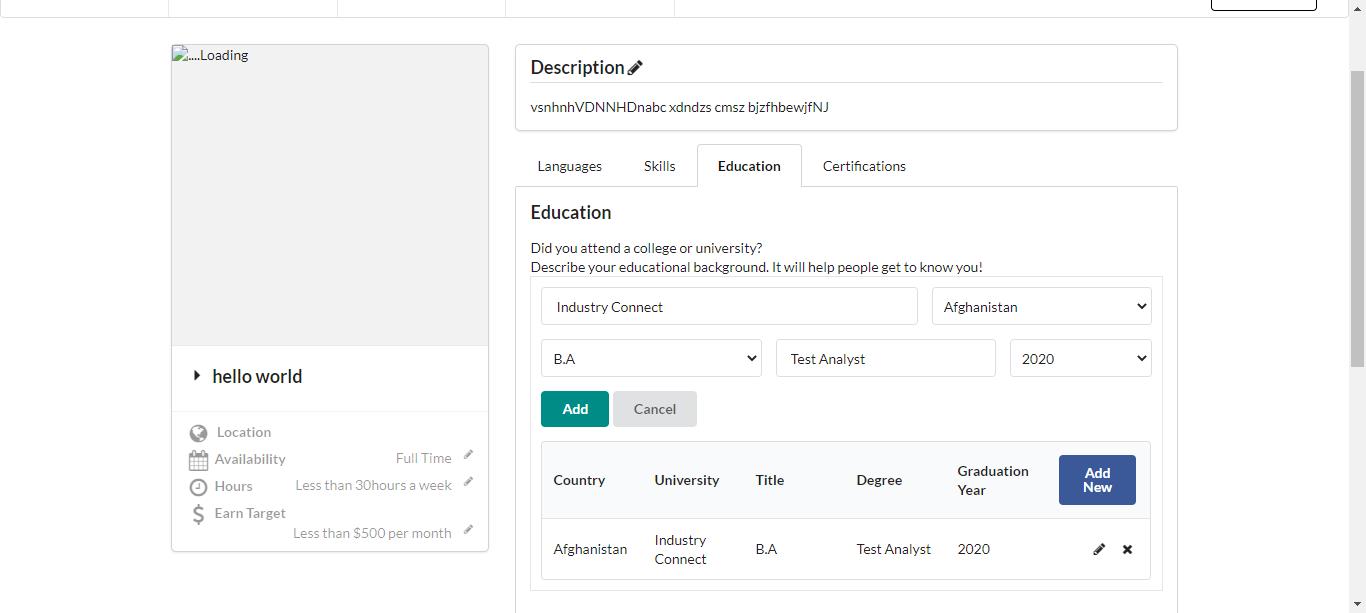 ....Loading
hello world
Location
Availability Full Time
Hours Less than 30hours a week
Earn Target
Less than $500 per month
Description
vsnhnhVDNNHDnabc xdndzs cmsz bjzfhbewjfNJ
Languages Skills Education Certifications
Education
Did you attend a college or university?
Describe your educational background. It will help people get to know you!
Industry Connect Afghanistan
B.A Test Analyst 2020
Add Cancel
Country University Title Degree Graduation Year Add New
Afghanistan Industry Connect B.A Test Analyst 2020